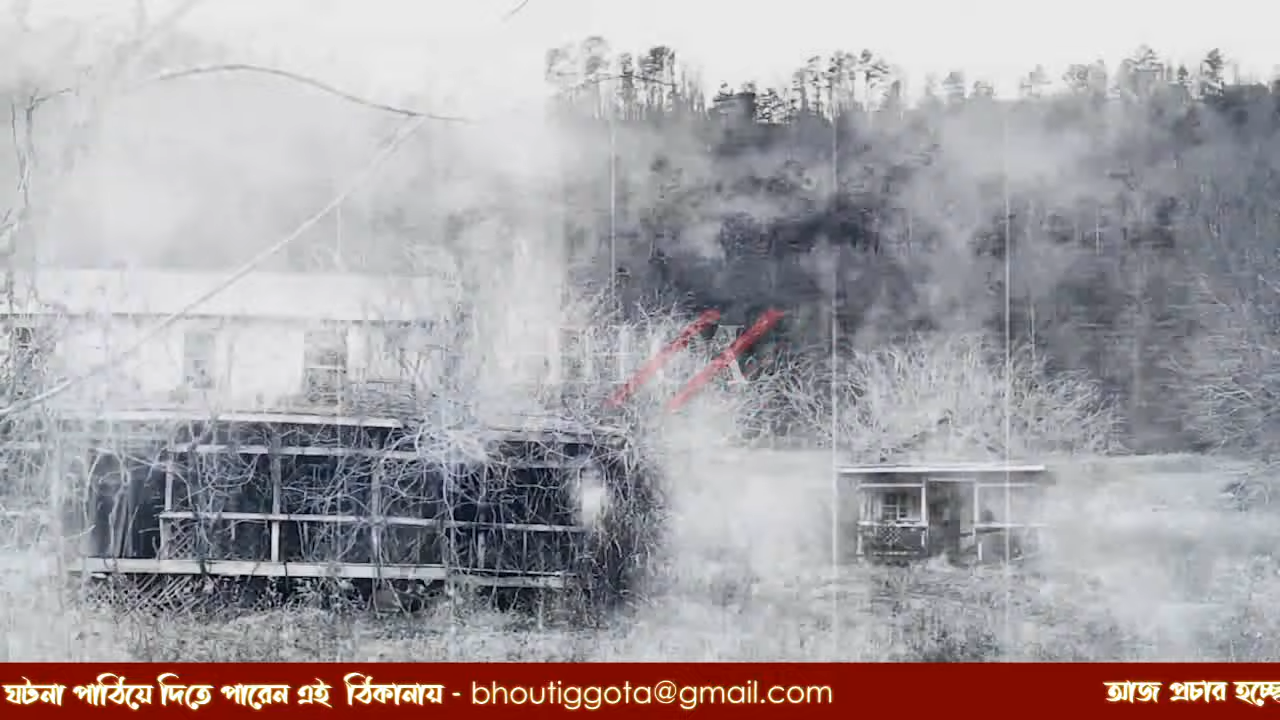 ঘটনা পাঠিয়ে দিতে পারেন এই ঠিকানায় - bhoutiggota@gmail.com
আজ প্রচার হচ্ছে